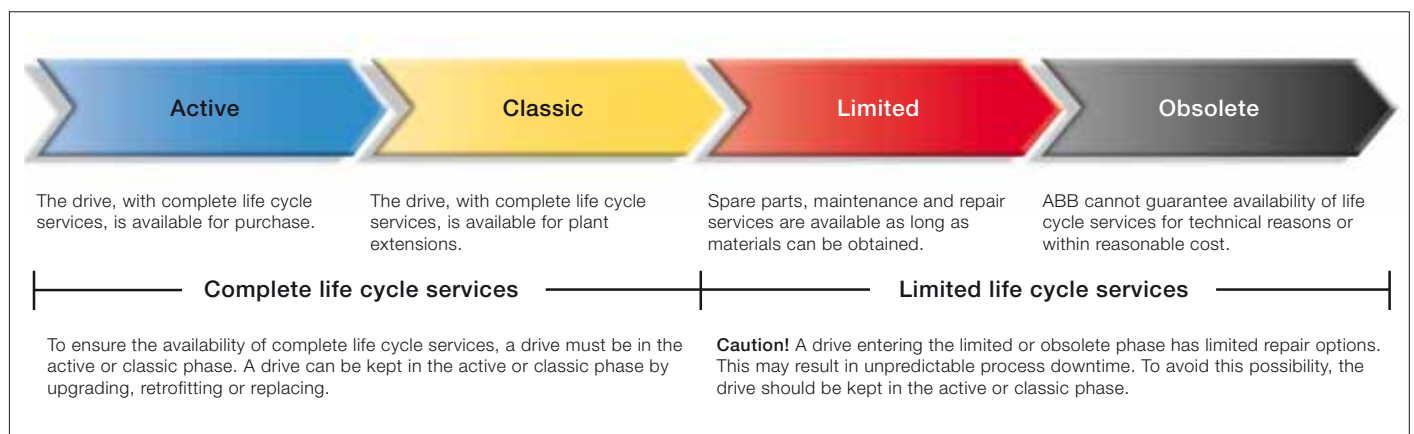 Active
Classic
Limited
Obsolete
The drive, with complete life cycle
services, is available for purchase.
The drive, with complete life cycle
services, is available for plant
extensions.
Spare parts, maintenance and repair
services are available as long as
materials can be obtained.
ABB cannot guarantee availability of life
cycle services for technical reasons or
within reasonable cost.
Complete life cycle services
Limited life cycle services
To ensure the availability of complete life cycle services, a drive must be in the
active or classic phase. A drive can be kept in the active or classic phase by
upgrading, retrofitting or replacing.
Caution! A drive entering the limited or obsolete phase has limited repair options.
This may result in unpredictable process downtime. To avoid this possibility, the
drive should be kept in the active or classic phase.